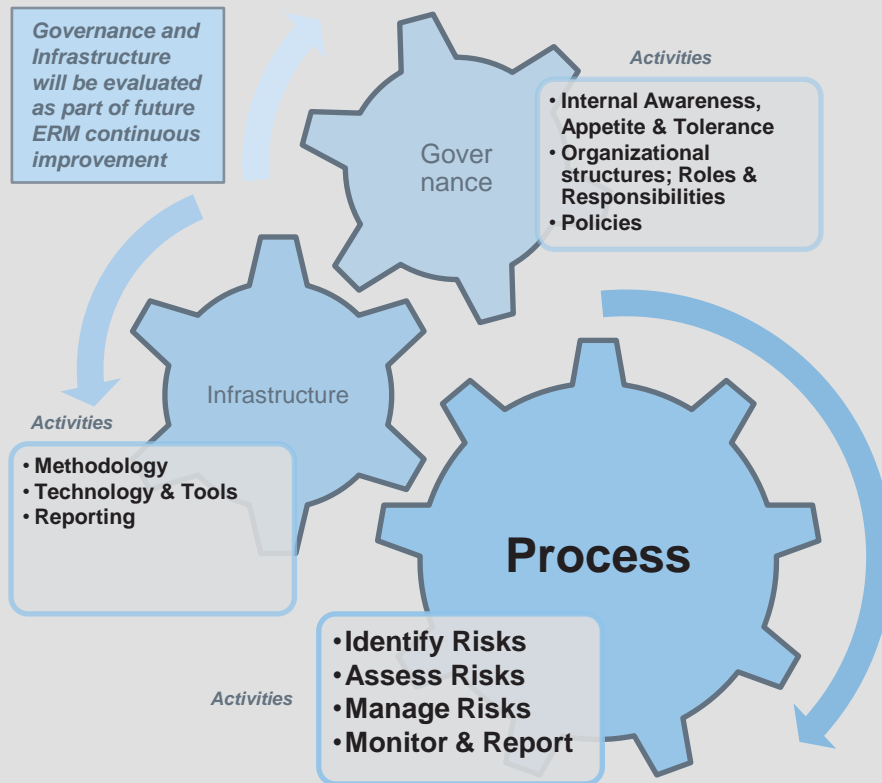 Governance and
Infrastructure
will be evaluated
as part of future
ERM continuous
improvement
Gover
nance
Activities
• Internal Awareness,
Appetite & Tolerance
• Organizational
structures; Roles &
Responsibilities
• Policies
Infrastructure
Activities
• Methodology
• Technology & Tools
• Reporting
Process
Activities
•Identify Risks
•Assess Risks
•Manage Risks
•Monitor & Report